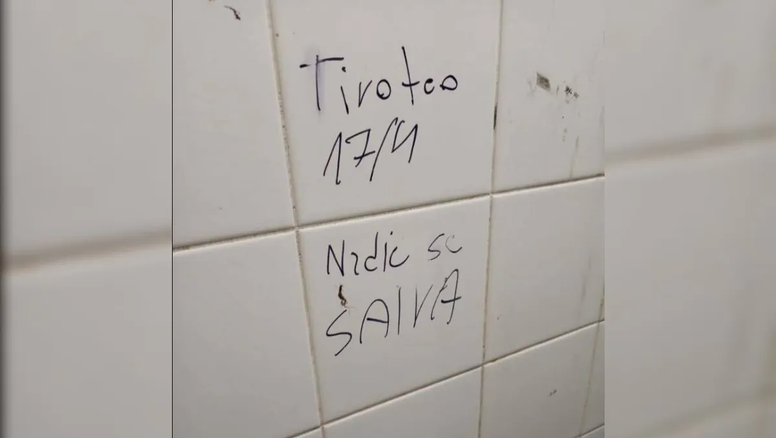 Tiroteo
17/4
Nadie se
SALVA